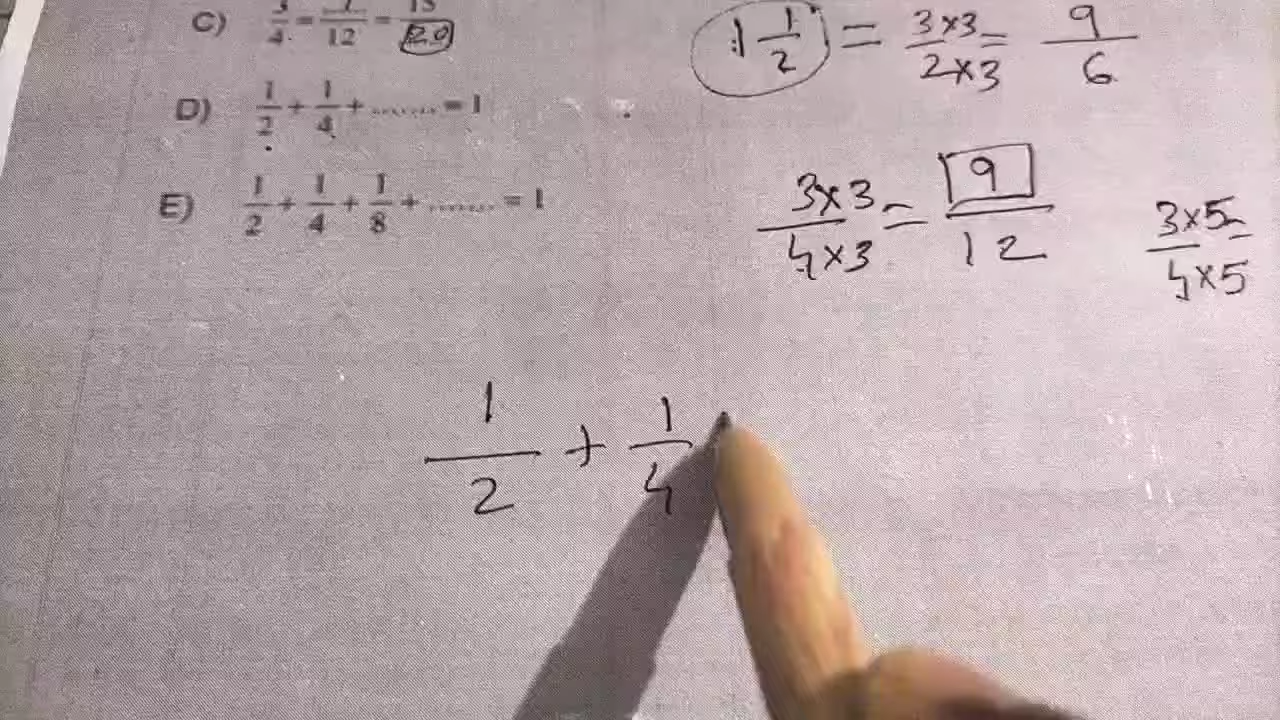 C) 3/4 = /12 = 15/20
D) 1/2 + 1/4 + ........ = 1
E) 1/2 + 1/4 + 1/8 + ........ = 1
1 1/2 = 3×3/2×3 = 9/6
3×3/4×3 = 9/12
3×5/4×5 =
1/2 + 1/4